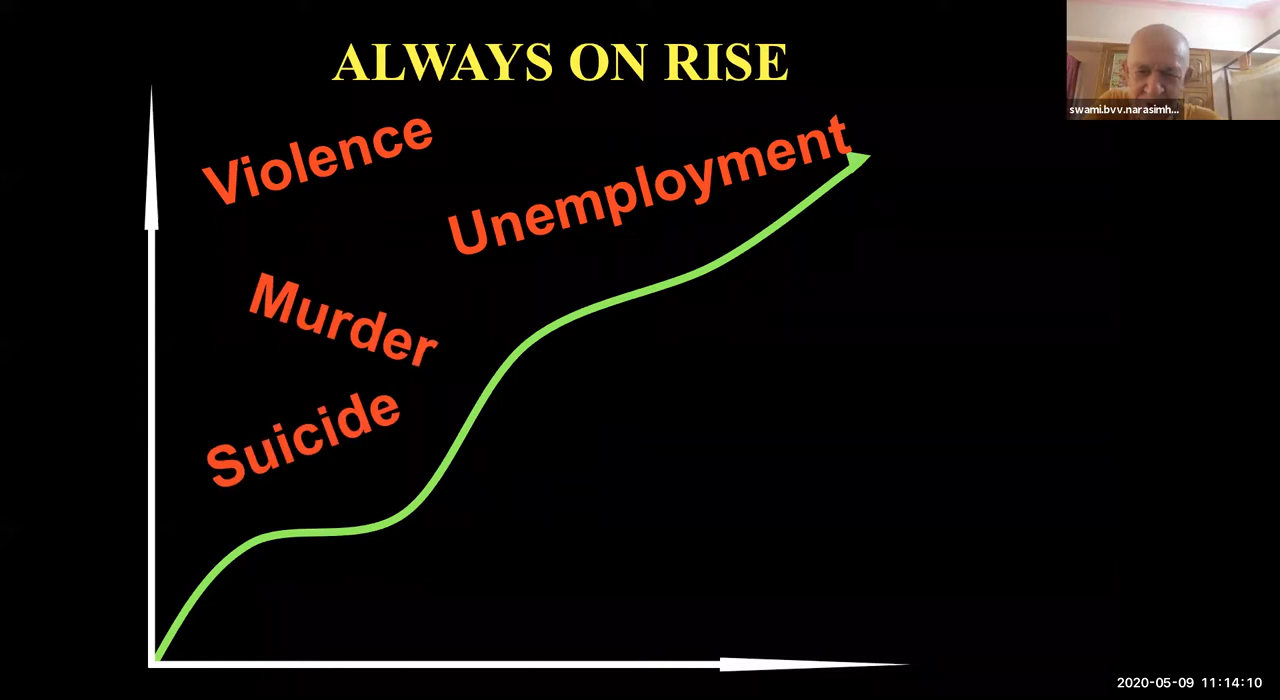 ALWAYS ON RISE
swami.bvv.narasimh...
Violence
Unemployment
Murder
Suicide
2020-05-09 11:14:10